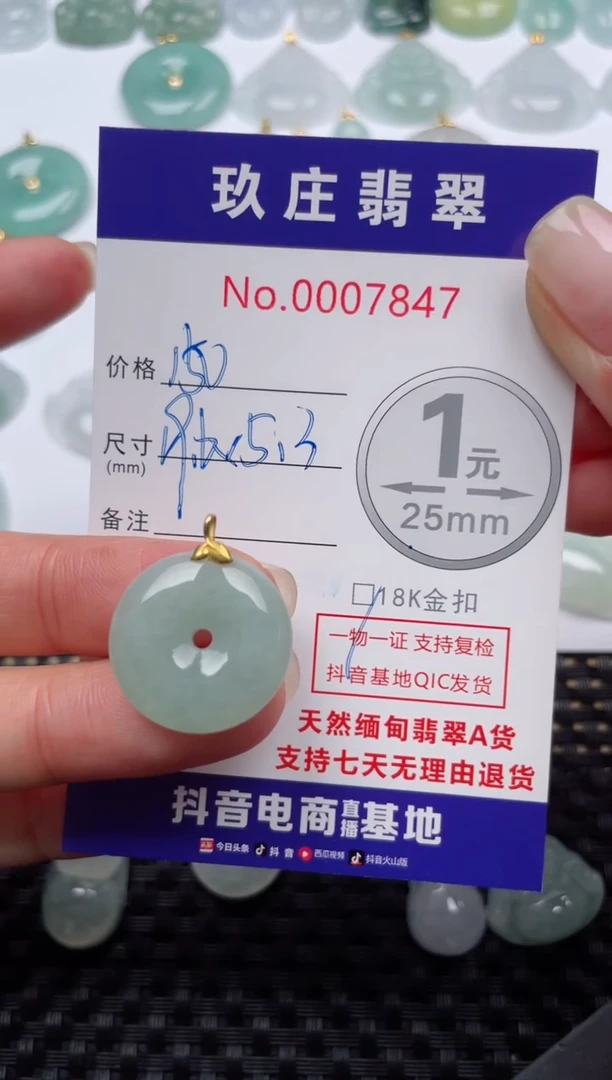 玖庄翡翠
No.0007847
价格 150
尺寸
(mm)
备注
1元
25mm
18K金扣
一物一证 支持复检
抖音基地QIC发货
天然缅甸翡翠A货
支持七天无理由退货
抖音电商直播基地
今日头条 抖音 西瓜视频 抖音火山版